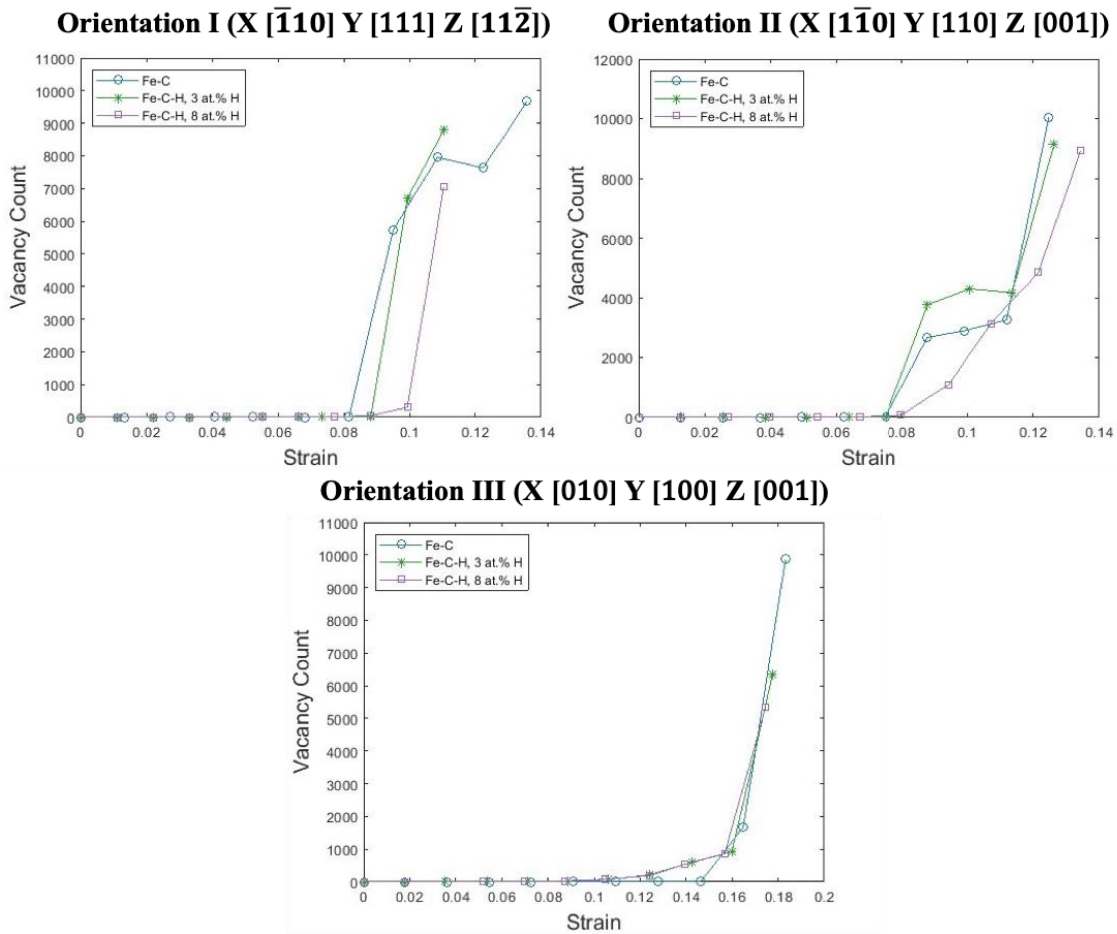 Orientation I (X [1̅10] Y [111] Z [112̅])
11000
10000
9000
8000
7000
6000
5000
4000
3000
2000
1000
0
Vacancy Count
Fe-C
Fe-C-H, 3 at.% H
Fe-C-H, 8 at.% H
0 0.02 0.04 0.06 0.08 0.1 0.12 0.14
Strain
Orientation II (X [11̅0] Y [110] Z [001])
12000
10000
8000
6000
4000
2000
0
Vacancy Count
Fe-C
Fe-C-H, 3 at.% H
Fe-C-H, 8 at.% H
0 0.02 0.04 0.06 0.08 0.1 0.12 0.14
Strain
Orientation III (X [010] Y [100] Z [001])
11000
10000
9000
8000
7000
6000
5000
4000
3000
2000
1000
0
Vacancy Count
Fe-C
Fe-C-H, 3 at.% H
Fe-C-H, 8 at.% H
0 0.02 0.04 0.06 0.08 0.1 0.12 0.14 0.16 0.18 0.2
Strain